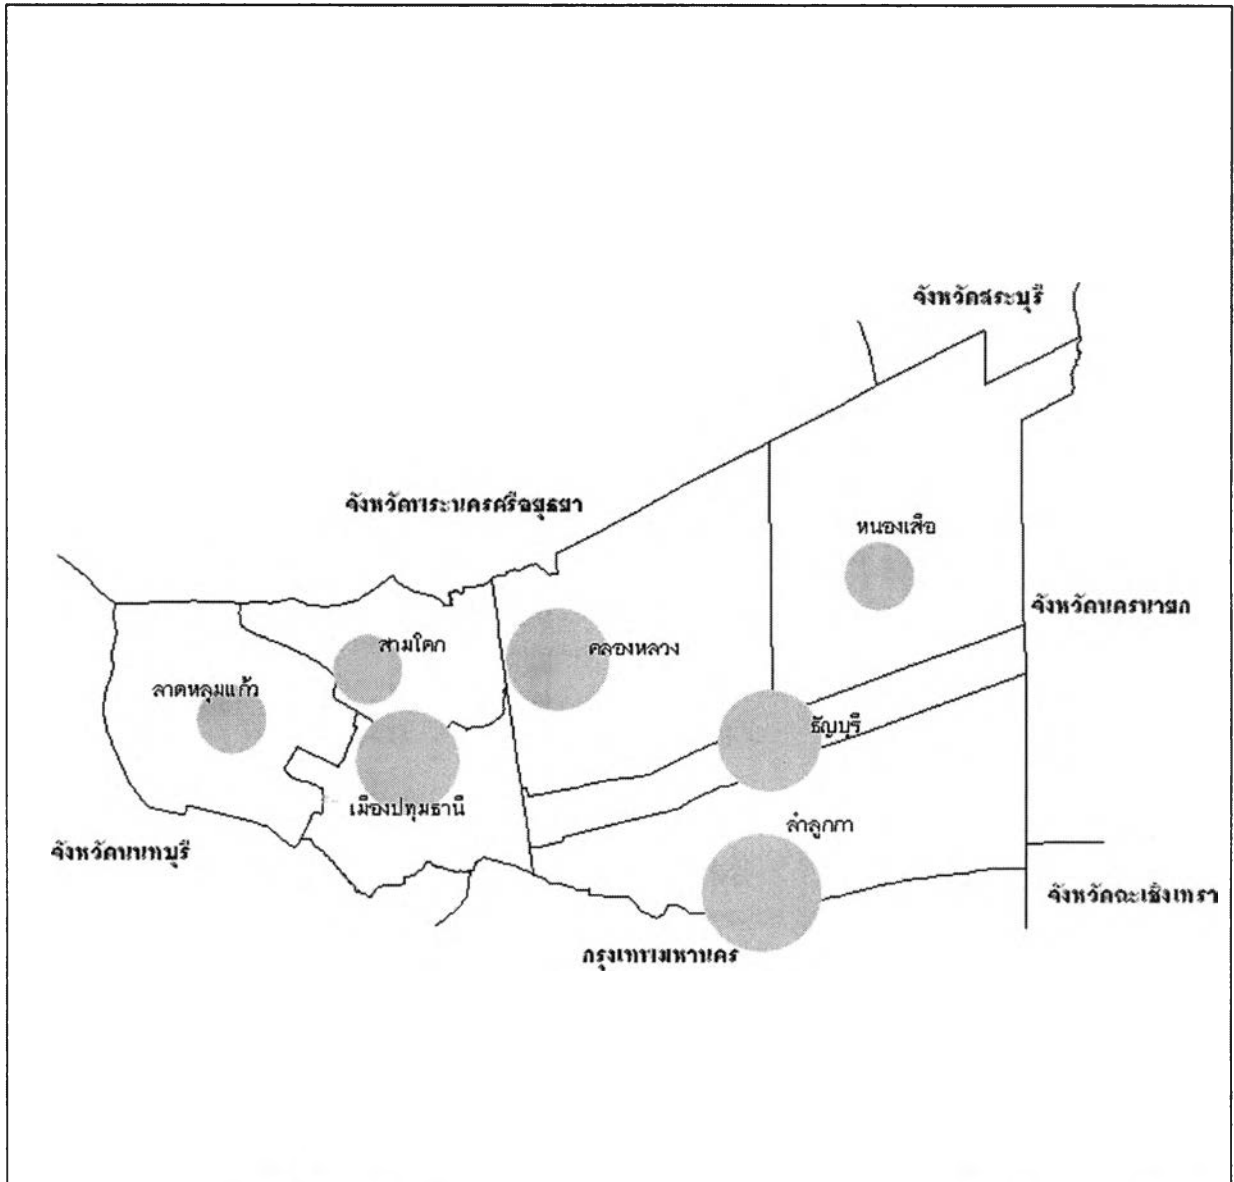 จังหวัดสระบุรี
จังหวัดพระนครศรีอยุธยา
หนองเสือ
จังหวัดนครนายก
สามโคก
คลองหลวง
ลาดหลุมแก้ว
ธัญบุรี
เมืองปทุมธานี
ลำลูกกา
จังหวัดนนทบุรี
จังหวัดฉะเชิงเทรา
กรุงเทพมหานคร